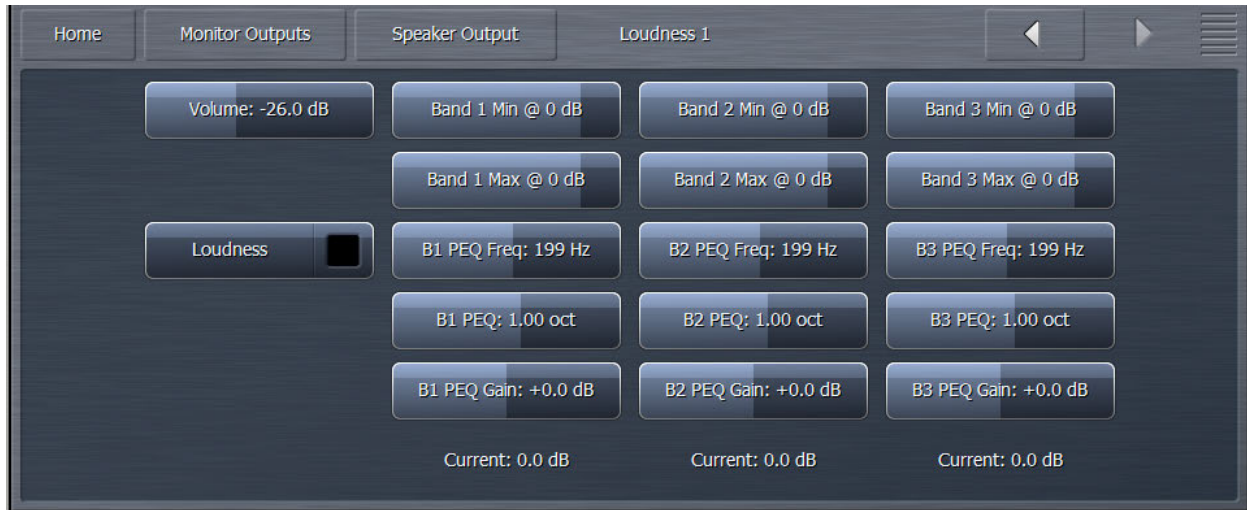 Home Monitor Outputs Speaker Output Loudness 1
Volume: -26.0 dB Band 1 Min @ 0 dB Band 2 Min @ 0 dB Band 3 Min @ 0 dB
Band 1 Max @ 0 dB Band 2 Max @ 0 dB Band 3 Max @ 0 dB
Loudness B1 PEQ Freq: 199 Hz B2 PEQ Freq: 199 Hz B3 PEQ Freq: 199 Hz
B1 PEQ: 1.00 oct B2 PEQ: 1.00 oct B3 PEQ: 1.00 oct
B1 PEQ Gain: +0.0 dB B2 PEQ Gain: +0.0 dB B3 PEQ Gain: +0.0 dB
Current: 0.0 dB Current: 0.0 dB Current: 0.0 dB